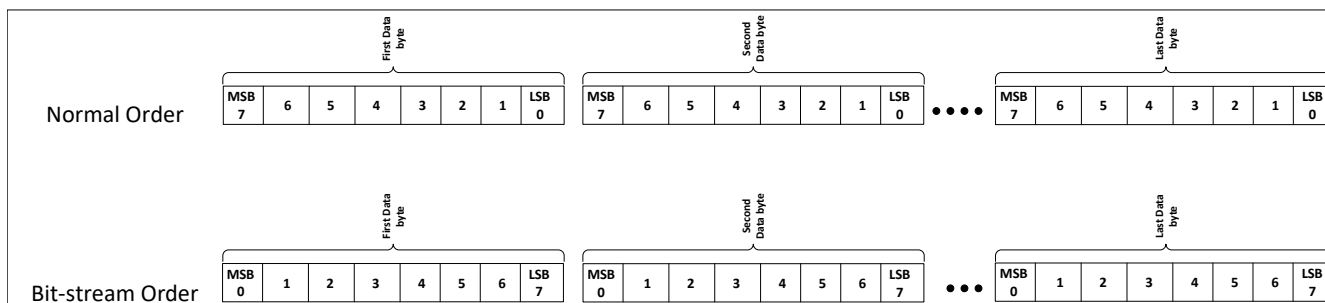 First Data
byte
Second
Data byte
Last Data
byte
Normal Order
MSB 6 5 4 3 2 1 LSB
7 0
MSB 6 5 4 3 2 1 LSB
7 0
MSB 6 5 4 3 2 1 LSB
7 0
First Data
byte
Second
Data byte
Last Data
byte
Bit-stream Order
MSB 1 2 3 4 5 6 LSB
0 7
MSB 1 2 3 4 5 6 LSB
0 7
MSB 1 2 3 4 5 6 LSB
0 7